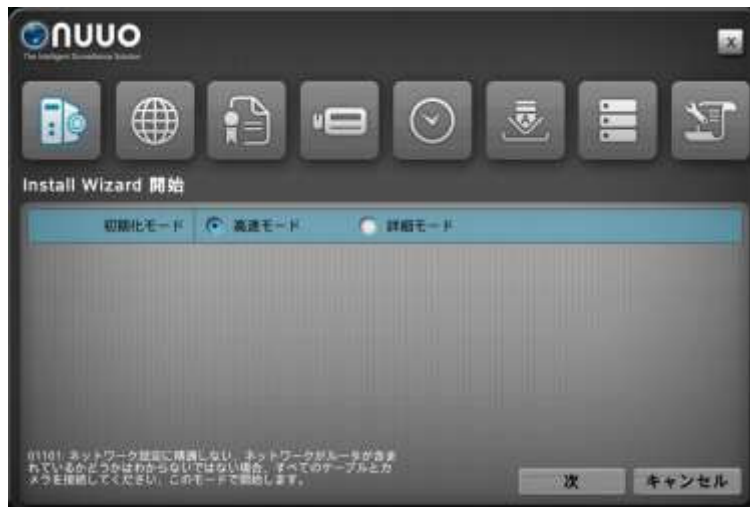 nuuo
The Intelligent Surveillance Solution
x
A
Install Wizard 開始
初期化モード 高速モード 詳細モード
01101 ネットワーク設定に精通しない、ネットワークがルータが含ま
れているかどうかはわからないではない場合、すべてのケーブルとカ
メラを接続してください、このモードで開始します。
次 キャンセル